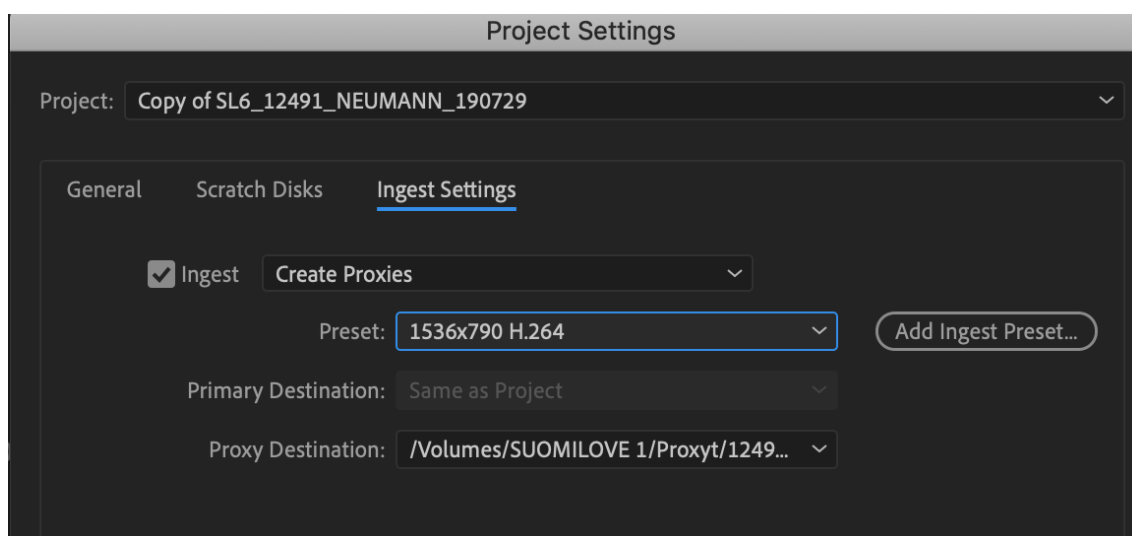 Project Settings
Project: Copy of SL6_12491_NEUMANN_190729
General Scratch Disks Ingest Settings
Ingest Create Proxies
Preset: 1536x790 H.264 Add Ingest Preset...
Primary Destination: Same as Project
Proxy Destination: /Volumes/SUOMILOVE 1/Proxyt/1249...